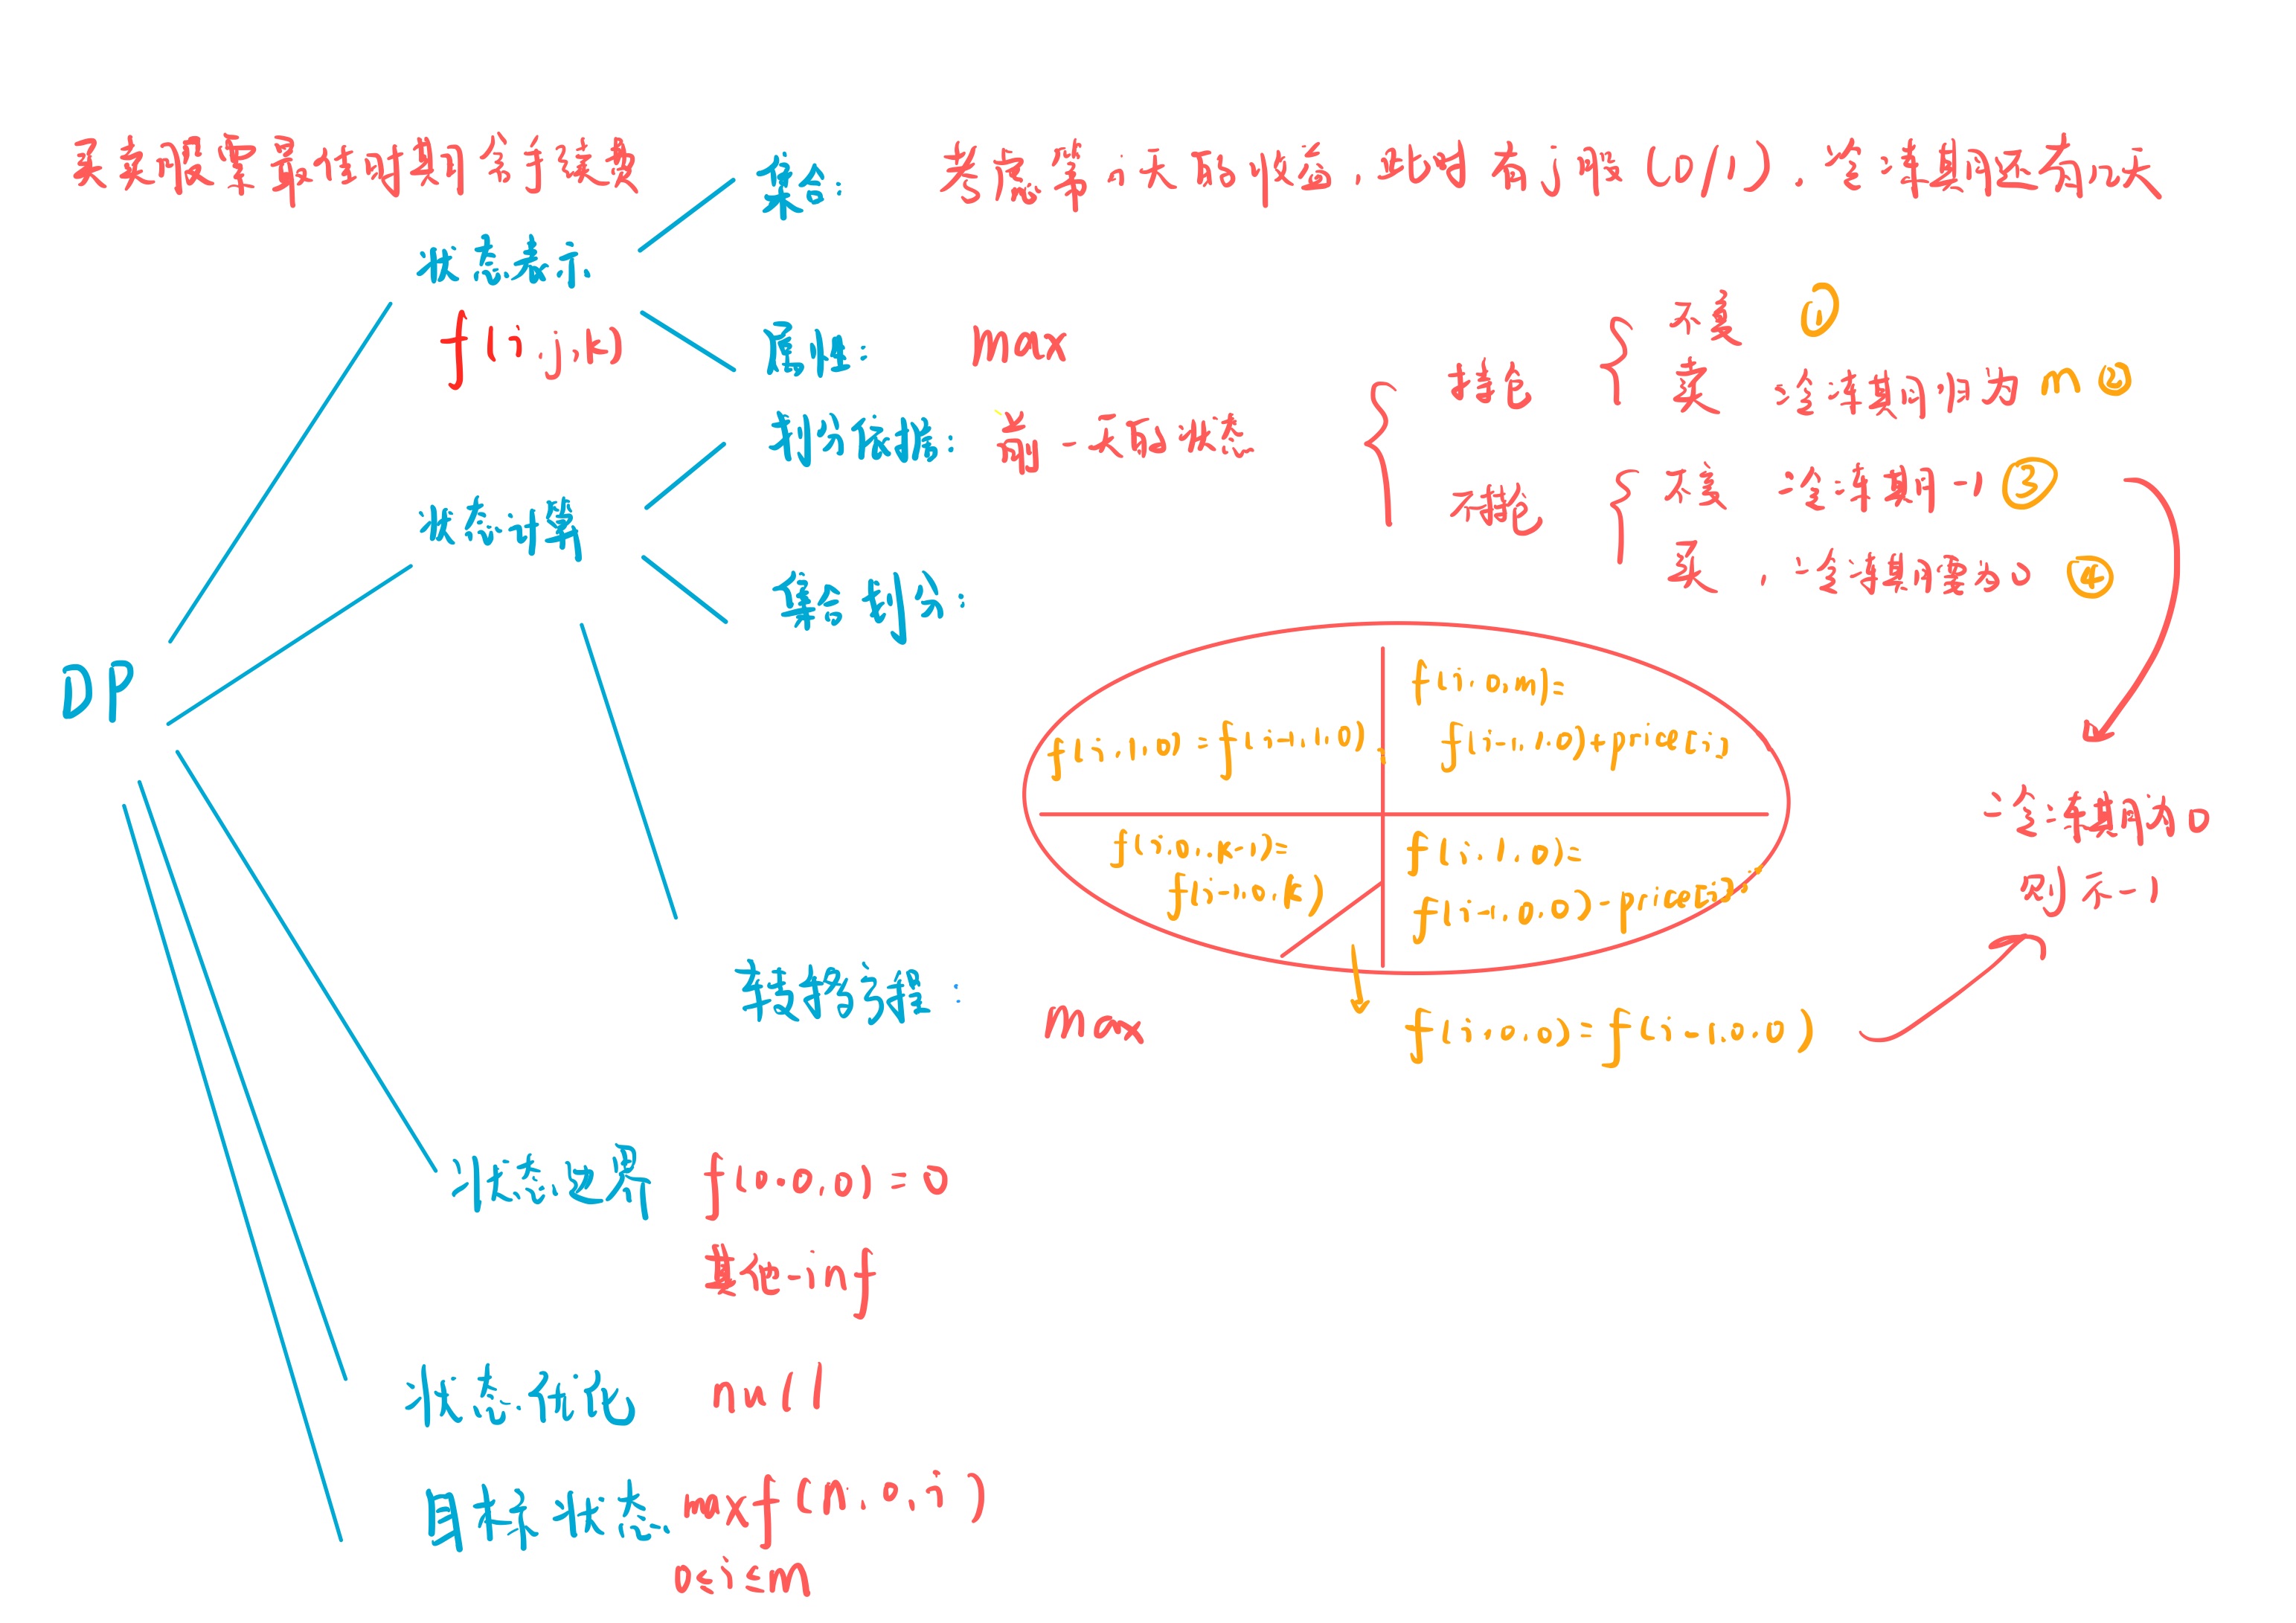 买卖股票最佳时期含冷冻期
集合:
考虑第i天的收益,此时有j股(0/1),冷冻期还有k天
状态表示
f(i,j,k)
属性: max
划分依据: 前一天的状态
持仓
不卖 ①
卖 冷冻期归为m ②
不持仓
不买 冷冻期-1 ③
买,冷冻期要为0 ④
状态计算
集合划分:
DP
f(i,1,0)=f(i-1,1,0),
f(i,0,m)=
f(i-1,1,0)+price[i]
f(i,0,k-1)=
f(i-1,0,k)
f(i,1,0)=
f(i-1,0,0)-price[i]
冷冻期为0
则不-1
转移方程:
max
f(i,0,0)=f(i-1,0,0)
状态边界 f(0,0,0)=0
其他-inf
状态优化 null
目标状态 max f(n,0,i)
0≤i≤m